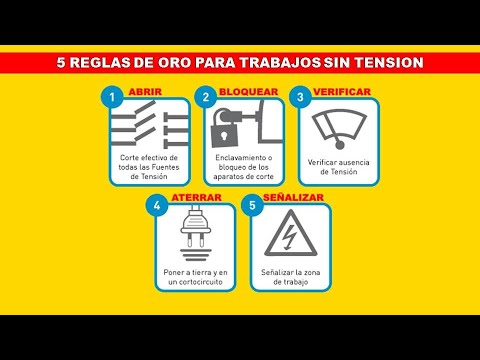 5 REGLAS DE ORO PARA TRABAJOS SIN TENSION
1 ABRIR
Corte efectivo de
todas las Fuentes
de Tensión
2 BLOQUEAR
Enclavamiento o
bloqueo de los
aparatos de corte
3 VERIFICAR
Verificar ausencia
de Tensión
4 ATERRAR
Poner a tierra y en
un cortocircuito
5 SEÑALIZAR
Señalizar la zona
de trabajo